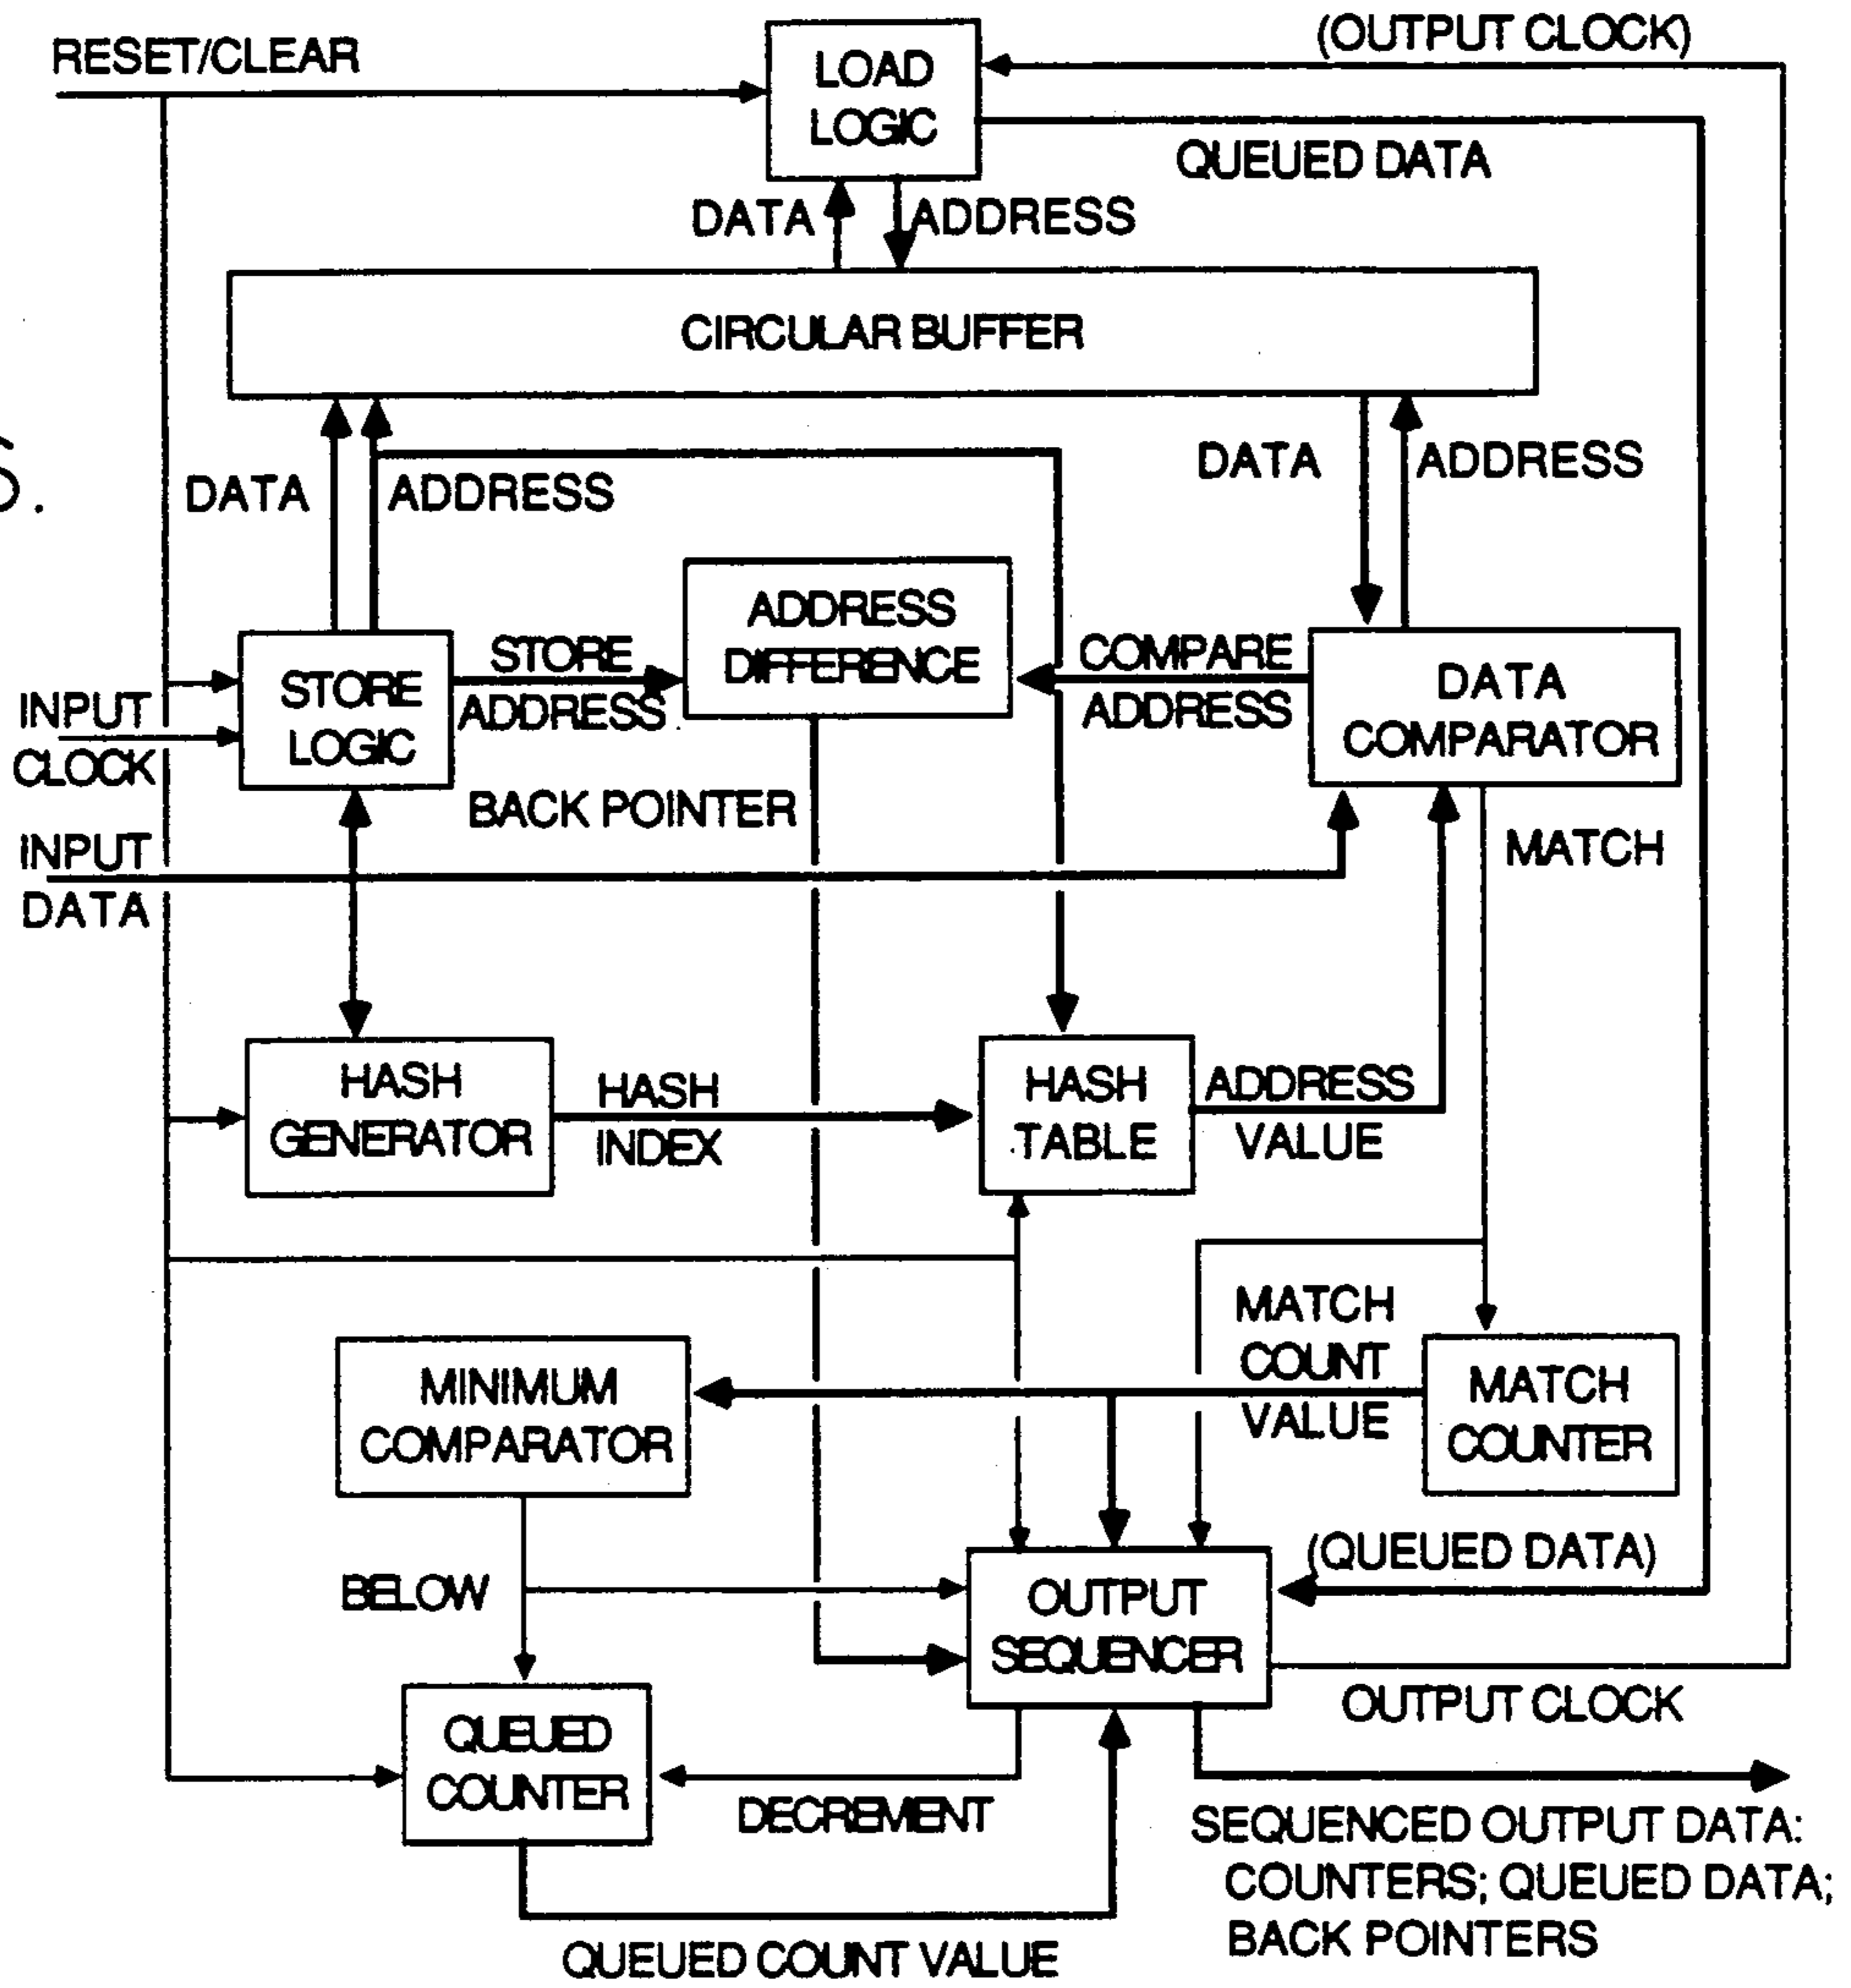 RESET/CLEAR
LOAD
LOGIC
(OUTPUT CLOCK)
QUEUED DATA
DATA
ADDRESS
CIRCULAR BUFFER
DATA
ADDRESS
DATA
ADDRESS
ADDRESS
DIFFERENCE
STORE
LOGIC
STORE
ADDRESS
COMPARE
ADDRESS
DATA
COMPARATOR
INPUT
CLOCK
BACK POINTER
INPUT
DATA
MATCH
HASH
GENERATOR
HASH
INDEX
HASH
TABLE
ADDRESS
VALUE
MATCH
COUNT
VALUE
MINIMUM
COMPARATOR
MATCH
COUNTER
BELOW
(QUEUED DATA)
OUTPUT
SEQUENCER
OUTPUT CLOCK
QUEUED
COUNTER
DECREMENT
SEQUENCED OUTPUT DATA:
COUNTERS; QUEUED DATA;
BACK POINTERS
QUEUED COUNT VALUE